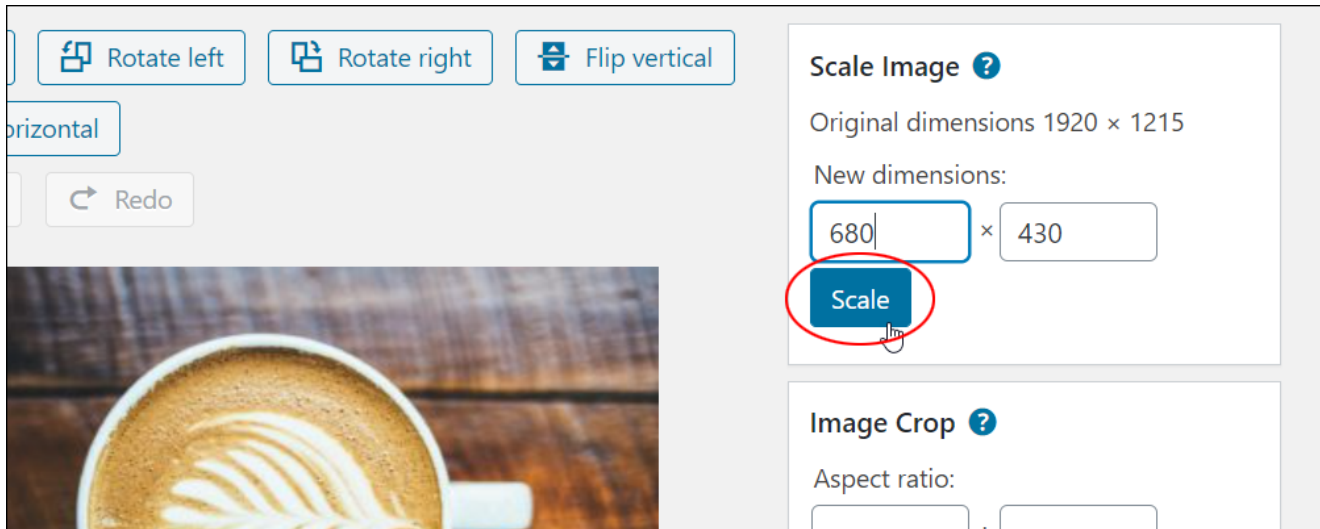 Rotate left
Rotate right
Flip vertical
orizontal
Redo
Scale Image ?
Original dimensions 1920 × 1215
New dimensions:
680 × 430
Scale
Image Crop ?
Aspect ratio: